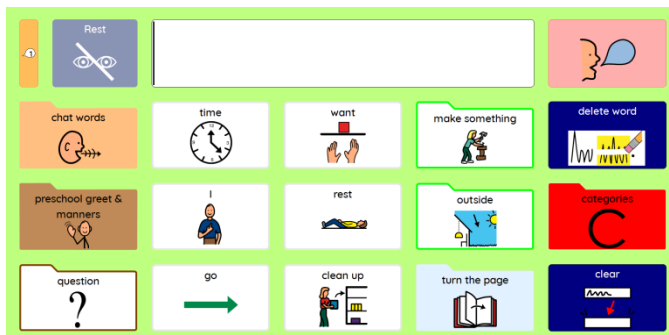 1
Rest
chat words
time
want
make something
delete word
preschool greet &
manners
I
rest
outside
categories
C
question
?
go
clean up
turn the page
clear